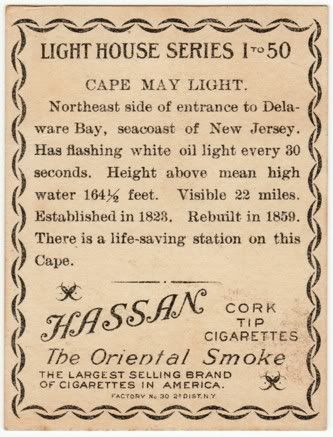 LIGHT HOUSE SERIES 1 TO 50
CAPE MAY LIGHT.
Northeast side of entrance to Dela-
ware Bay, seacoast of New Jersey.
Has flashing white oil light every 30
seconds. Height above mean high
water 164½ feet. Visible 22 miles.
Established in 1823. Rebuilt in 1859.
There is a life-saving station on this
Cape.
HASSAN
CORK
TIP
CIGARETTES
The Oriental Smoke
THE LARGEST SELLING BRAND
OF CIGARETTES IN AMERICA.
FACTORY No 30 2D DIST. N.Y.